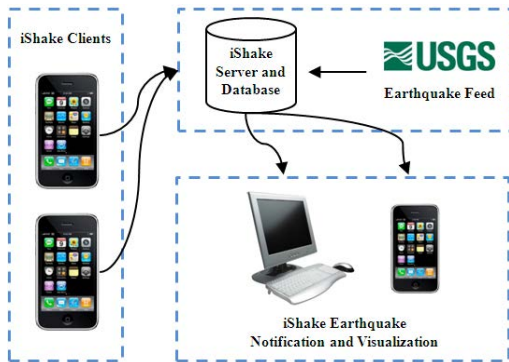 iShake Clients
iShake
Server and
Database
USGS
Earthquake Feed
iShake Earthquake
Notification and Visualization